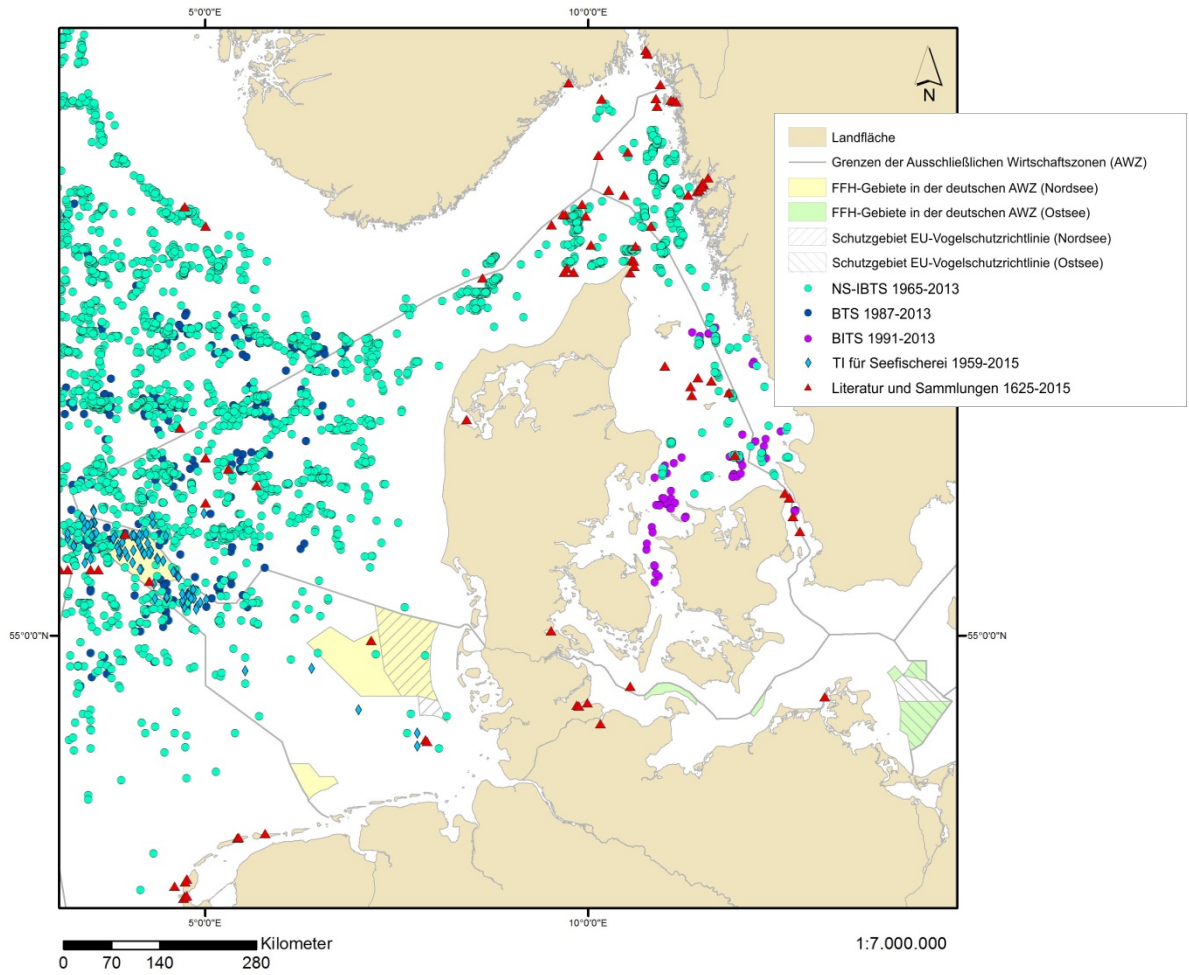 5°0'0"E
10°0'0"E
N
Landfläche
Grenzen der Ausschließlichen Wirtschaftszonen (AWZ)
FFH-Gebiete in der deutschen AWZ (Nordsee)
FFH-Gebiete in der deutschen AWZ (Ostsee)
Schutzgebiet EU-Vogelschutzrichtlinie (Nordsee)
Schutzgebiet EU-Vogelschutzrichtlinie (Ostsee)
NS-IBTS 1965-2013
BTS 1987-2013
BITS 1991-2013
TI für Seefischerei 1959-2015
Literatur und Sammlungen 1625-2015
55°0'0"N
55°0'0"N
5°0'0"E
10°0'0"E
Kilometer
0 70 140 280
1:7.000.000